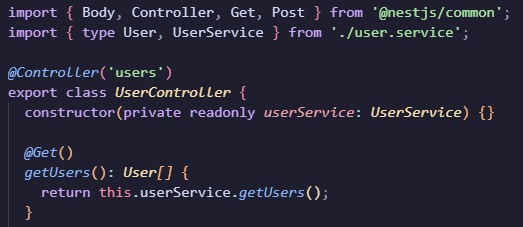 import { Body, Controller, Get, Post } from '@nestjs/common';
import { type User, UserService } from './user.service';
@Controller('users')
export class UserController {
constructor(private readonly userService: UserService) {}
@Get()
getUsers(): User[] {
return this.userService.getUsers();
}